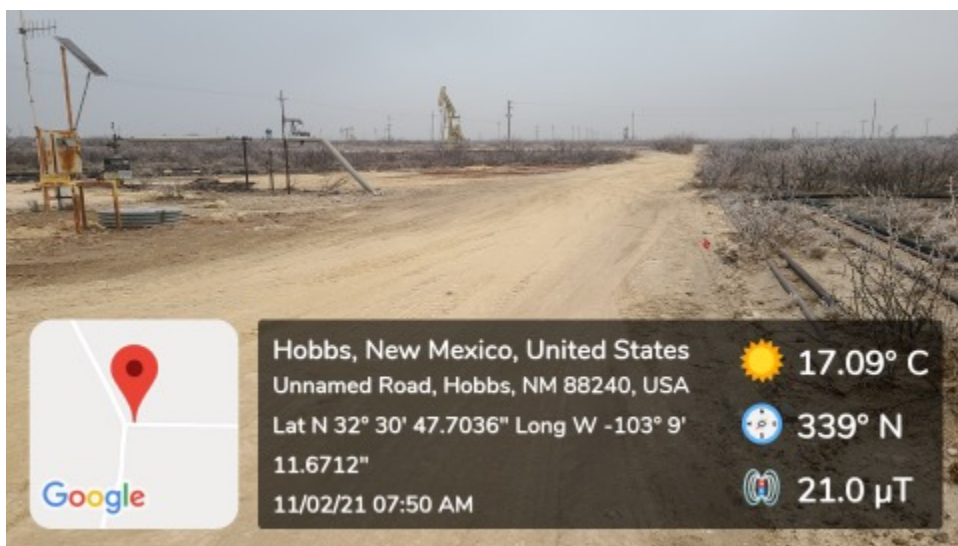 Hobbs, New Mexico, United States
Unnamed Road, Hobbs, NM 88240, USA
Lat N 32° 30' 47.7036" Long W -103° 9'
11.6712"
11/02/21 07:50 AM
17.09° C
339° N
21.0 µT
Google